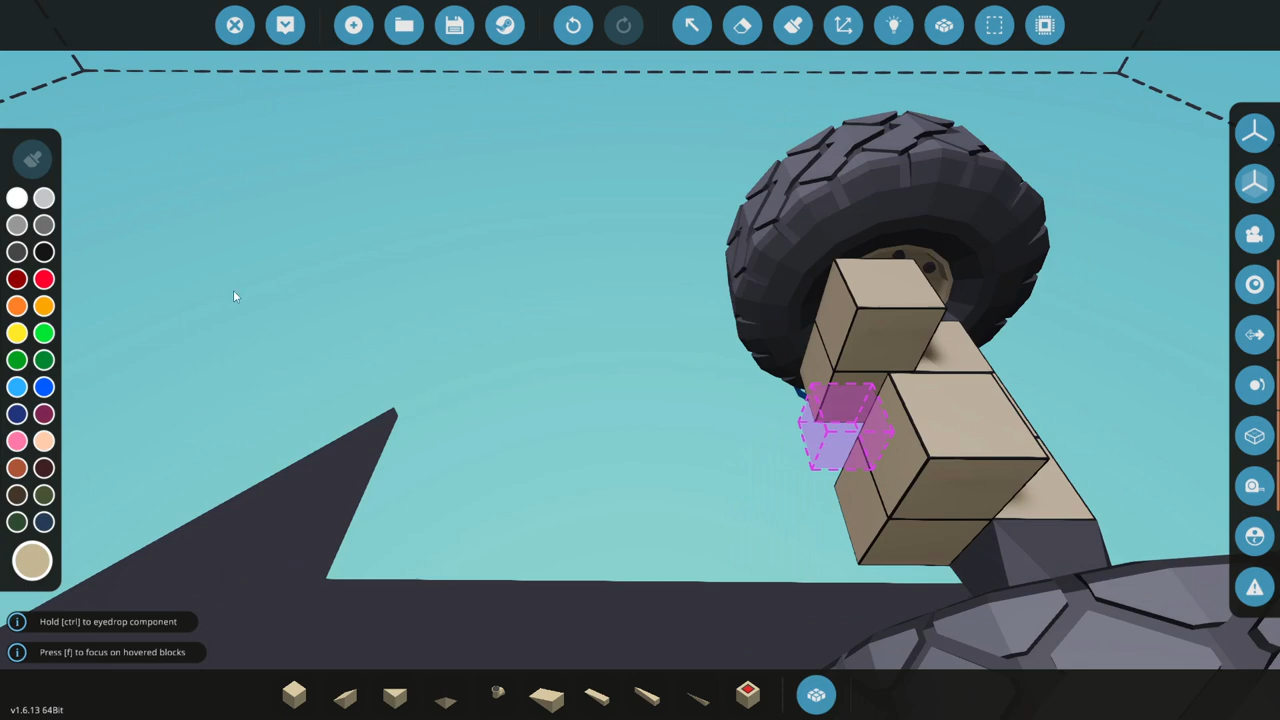 Hold [ctrl] to eyedrop component
Press [f] to focus on hovered blocks
v1.6.13 64Bit